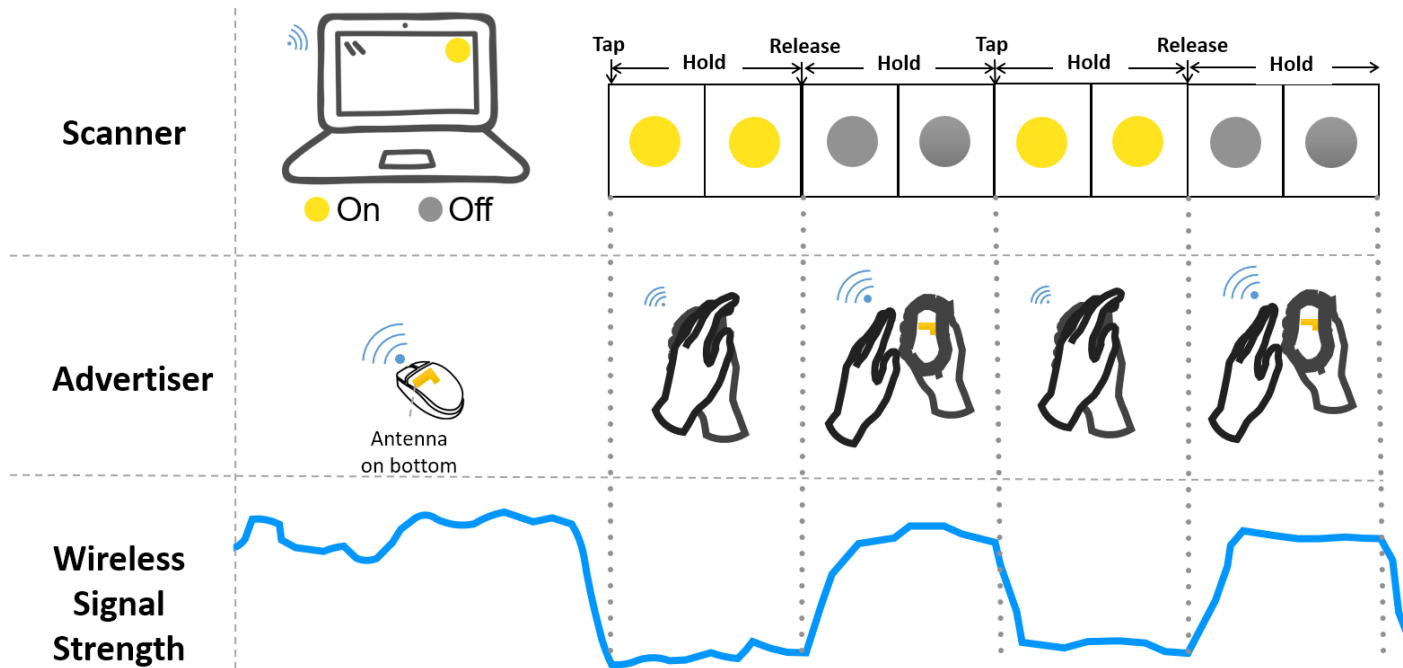 Tap
Hold
Release
Hold
Tap
Hold
Release
Hold
Scanner
On
Off
Advertiser
Antenna
on bottom
Wireless
Signal
Strength